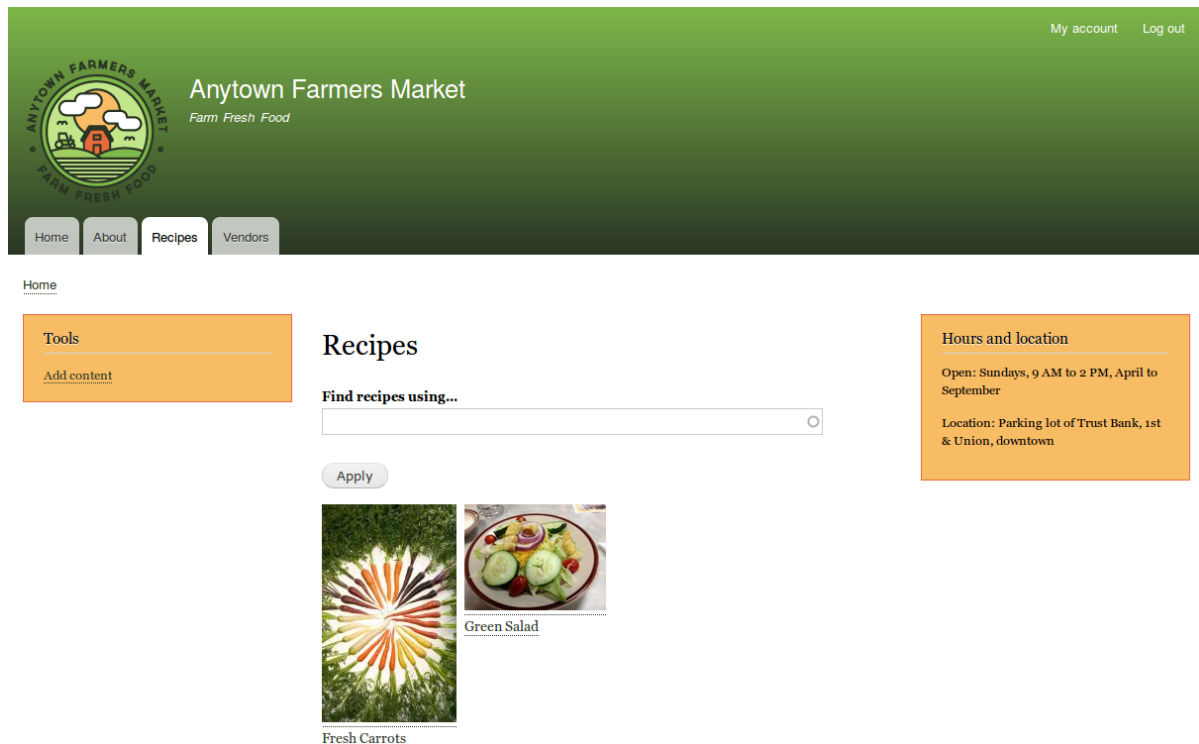 My account Log out
ANYTOWN FARMERS MARKET
FARM FRESH FOOD
Anytown Farmers Market
Farm Fresh Food
Home About Recipes Vendors
Home
Tools
Add content
Recipes
Find recipes using...
Apply
Fresh Carrots
Green Salad
Hours and location
Open: Sundays, 9 AM to 2 PM, April to
September
Location: Parking lot of Trust Bank, 1st
& Union, downtown